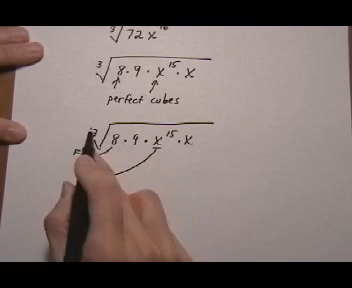 ∛72x¹⁶
∛8·9·x¹⁵·x
perfect cubes
∛8·9·x¹⁵·x